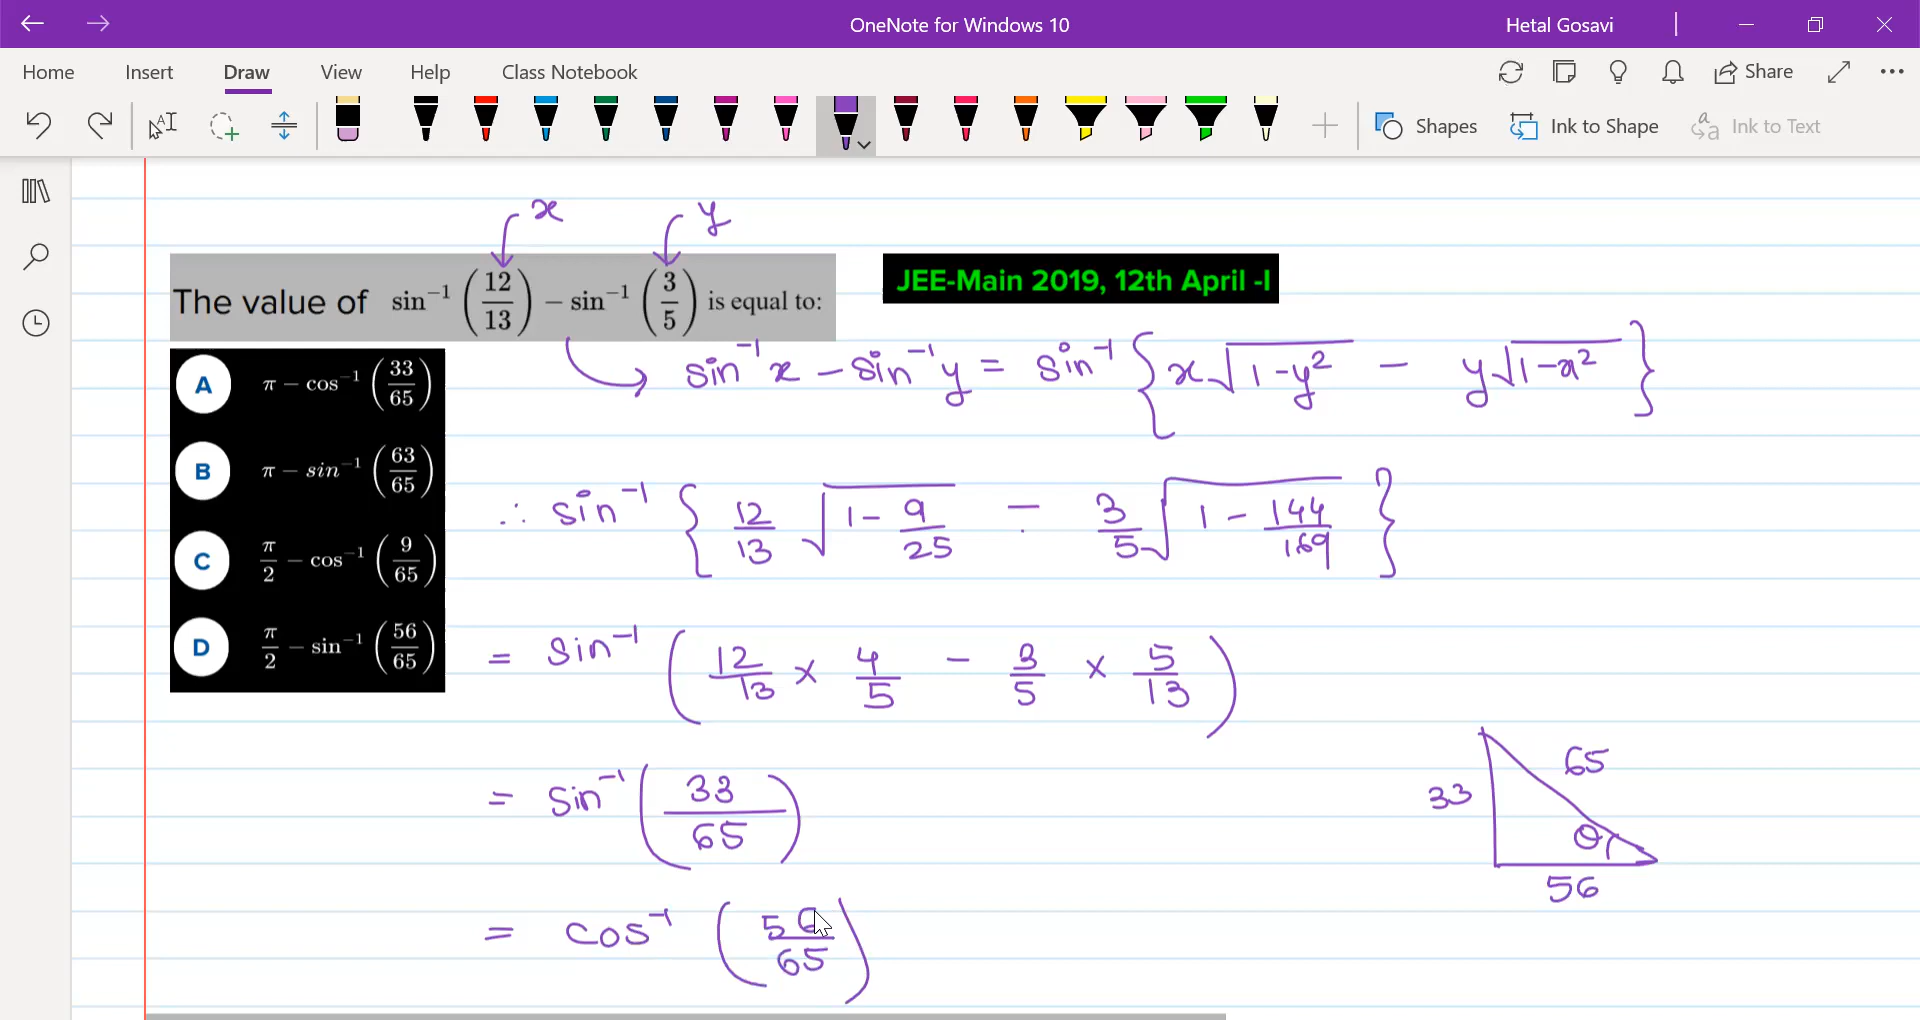 OneNote for Windows 10
Hetal Gosavi
Home Insert Draw View Help Class Notebook Share
Shapes Ink to Shape Ink to Text
x y
The value of sin⁻¹(12/13) − sin⁻¹(3/5) is equal to:
JEE-Main 2019, 12th April -I
sin⁻¹x − sin⁻¹y = sin⁻¹{x√(1−y²) − y√(1−x²)}
A π − cos⁻¹(33/65)
B π − sin⁻¹(63/65)
C π/2 − cos⁻¹(9/65)
D π/2 − sin⁻¹(56/65)
∴ sin⁻¹{12/13 √(1 − 9/25) − 3/5 √(1 − 144/169)}
= sin⁻¹(12/13 × 4/5 − 3/5 × 5/13)
= sin⁻¹(33/65)
= cos⁻¹(56/65)
65
33
θ
56